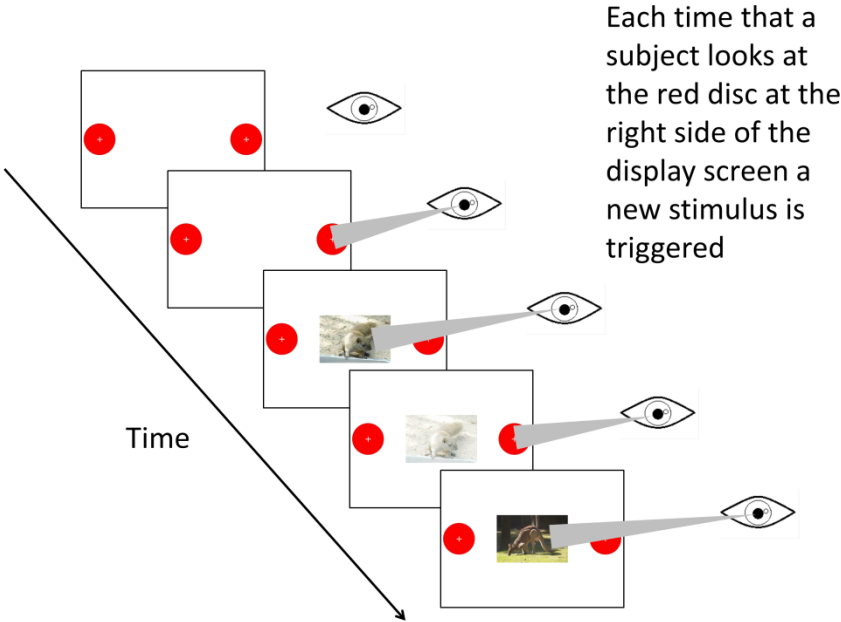 Each time that a
subject looks at
the red disc at the
right side of the
display screen a
new stimulus is
triggered
Time